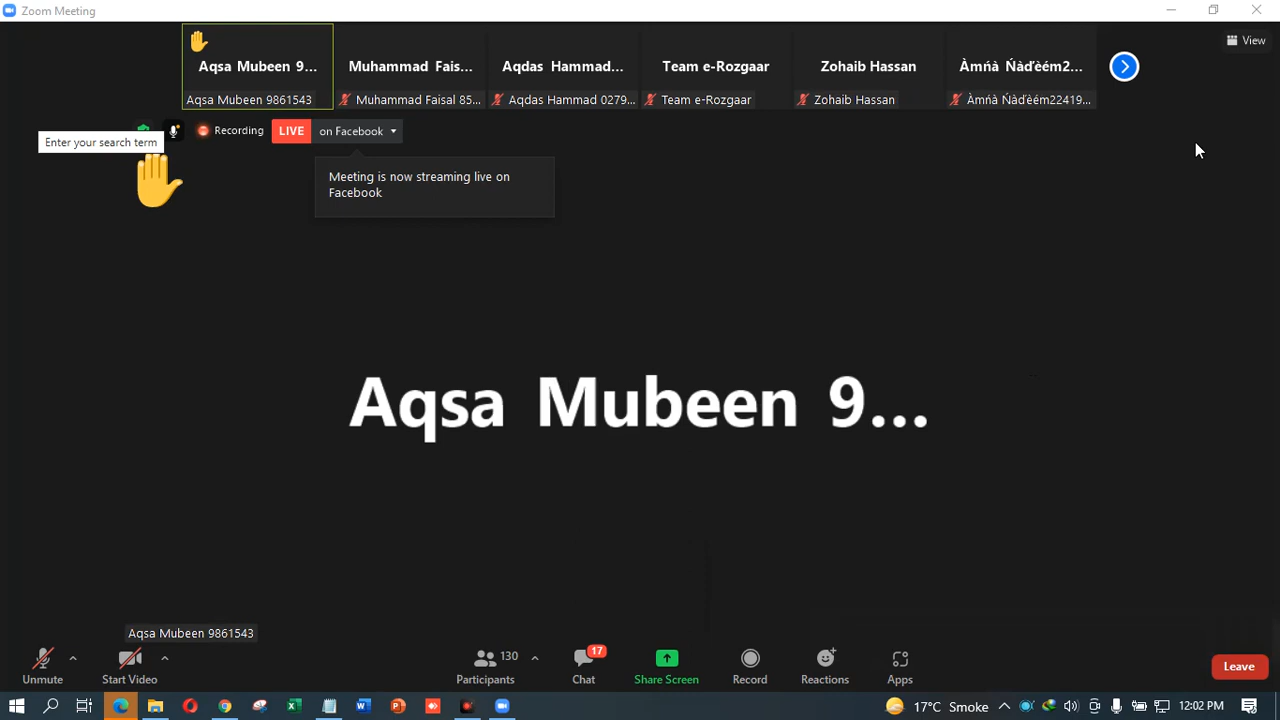 Zoom Meeting
View
Aqsa Mubeen 9...
Muhammad Fais...
Aqdas Hammad...
Team e-Rozgaar
Zohaib Hassan
Àmńà Ńàďèém2...
Aqsa Mubeen 9861543
Muhammad Faisal 85...
Aqdas Hammad 0279...
Team e-Rozgaar
Zohaib Hassan
Àmńà Ńàďèém22419...
Recording
LIVE
on Facebook
Enter your search term
Meeting is now streaming live on
Facebook
Aqsa Mubeen 9...
Aqsa Mubeen 9861543
Unmute
Start Video
130
Participants
17
Chat
Share Screen
Record
Reactions
Apps
Leave
17°C Smoke
12:02 PM